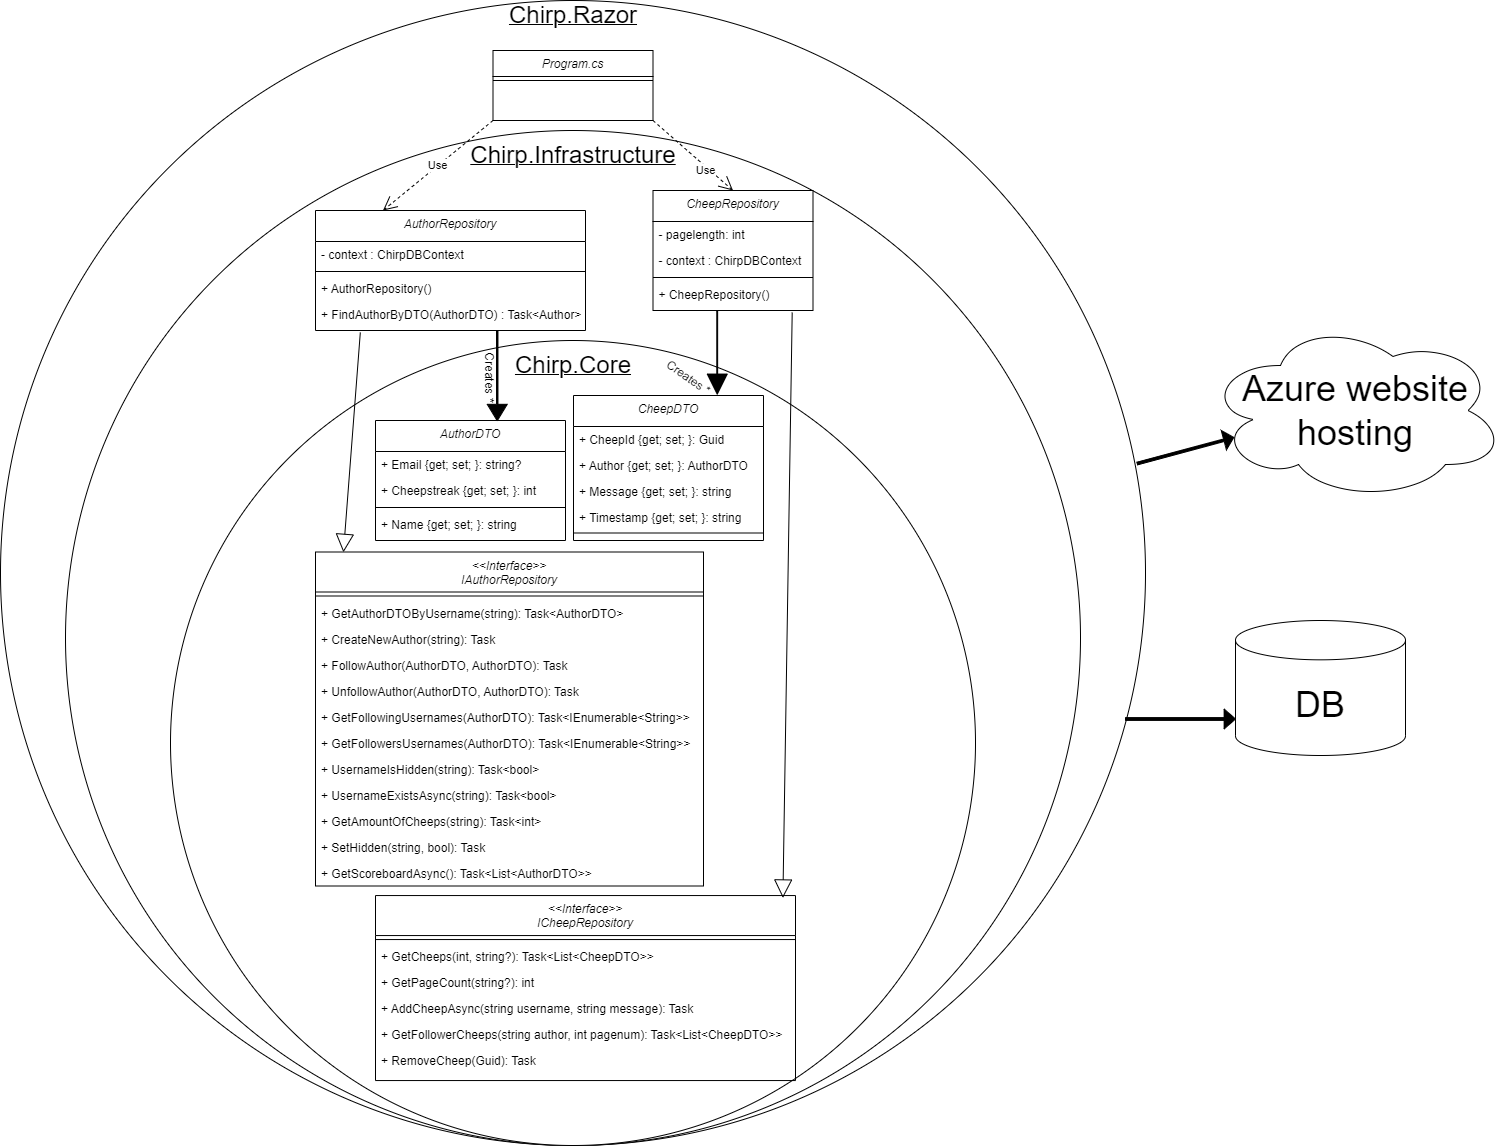 Chirp.Razor
Program.cs
Use
Use
Chirp.Infrastructure
AuthorRepository
- context : ChirpDBContext
+ AuthorRepository()
+ FindAuthorByDTO(AuthorDTO) : Task<Author>
CheepRepository
- pagelength: int
- context : ChirpDBContext
+ CheepRepository()
Creates *
Creates *
Chirp.Core
AuthorDTO
+ Email {get; set; }: string?
+ Cheepstreak {get; set; }: int
+ Name {get; set; }: string
CheepDTO
+ CheepId {get; set; }: Guid
+ Author {get; set; }: AuthorDTO
+ Message {get; set; }: string
+ Timestamp {get; set; }: string
<<Interface>>
IAuthorRepository
+ GetAuthorDTOByUsername(string): Task<AuthorDTO>
+ CreateNewAuthor(string): Task
+ FollowAuthor(AuthorDTO, AuthorDTO): Task
+ UnfollowAuthor(AuthorDTO, AuthorDTO): Task
+ GetFollowingUsernames(AuthorDTO): Task<IEnumerable<String>>
+ GetFollowersUsernames(AuthorDTO): Task<IEnumerable<String>>
+ UsernameIsHidden(string): Task<bool>
+ UsernameExistsAsync(string): Task<bool>
+ GetAmountOfCheeps(string): Task<int>
+ SetHidden(string, bool): Task
+ GetScoreboardAsync(): Task<List<AuthorDTO>>
<<Interface>>
ICheepRepository
+ GetCheeps(int, string?): Task<List<CheepDTO>>
+ GetPageCount(string?): int
+ AddCheepAsync(string username, string message): Task
+ GetFollowerCheeps(string author, int pagenum): Task<List<CheepDTO>>
+ RemoveCheep(Guid): Task
Azure website
hosting
DB